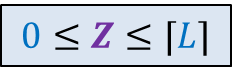 0 ≤ Z ≤ ⌈L⌉